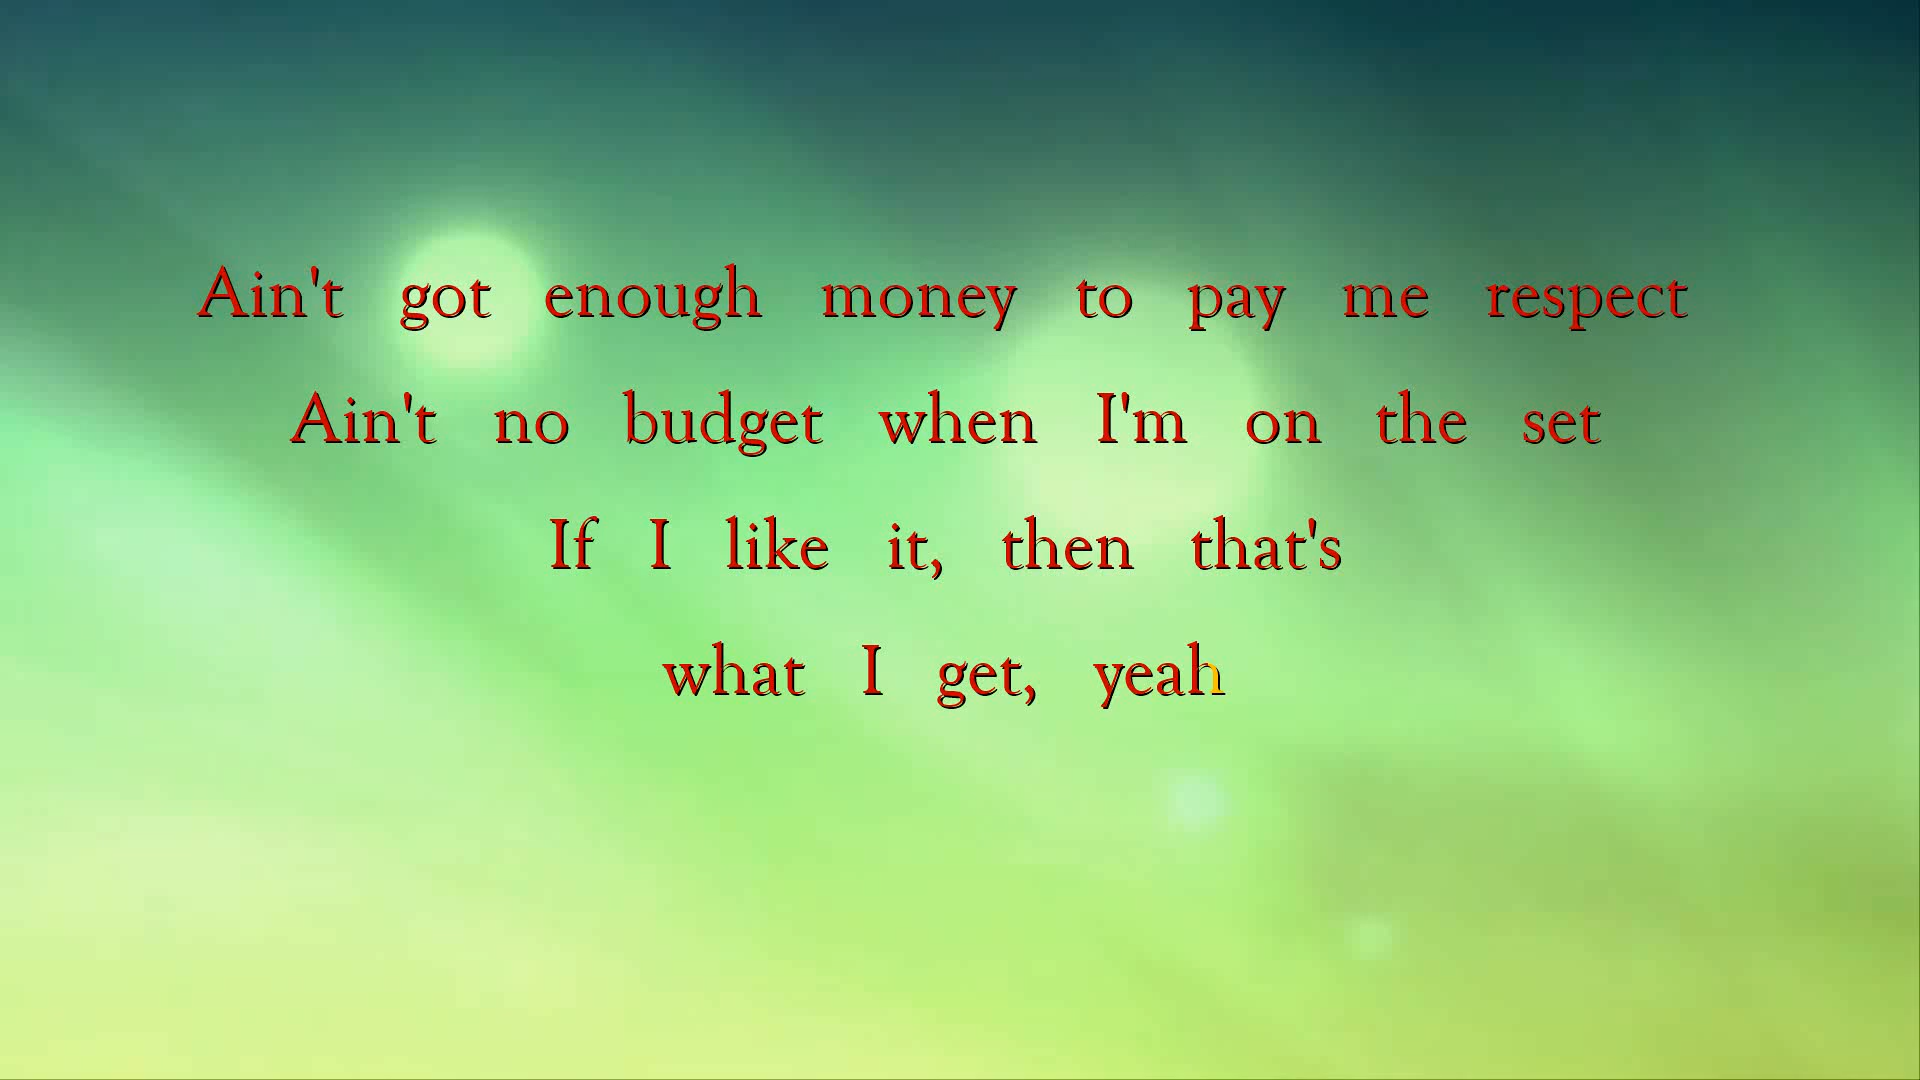 Ain't got enough money to pay me respect
Ain't no budget when I'm on the set
If I like it, then that's
what I get, yeah